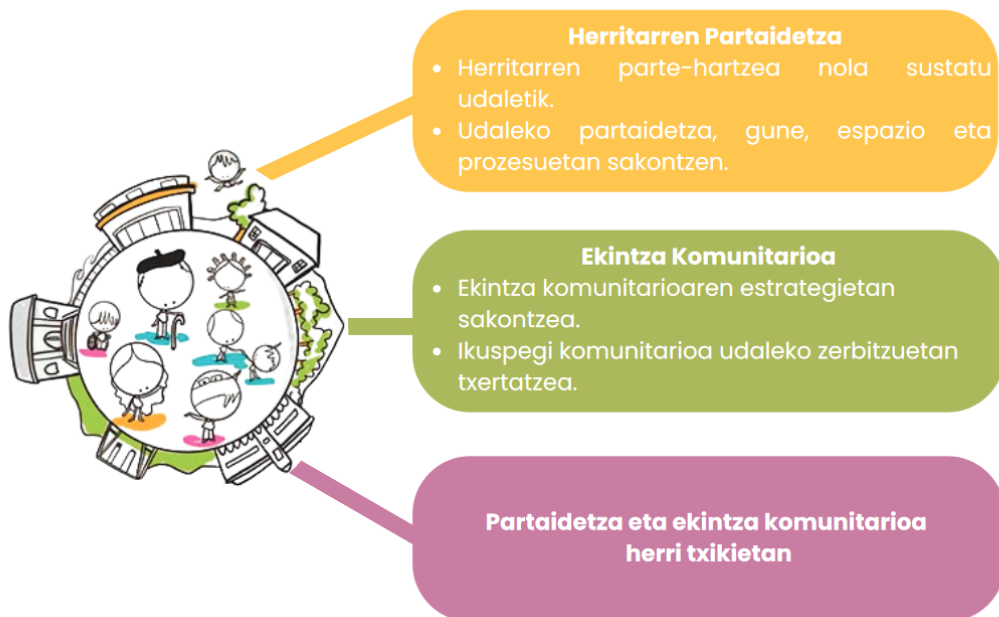 Herritarren Partaidetza
• Herritarren parte-hartzea nola sustatu
udaletik.
• Udaleko partaidetza, gune, espazio eta
prozesuetan sakontzen.
Ekintza Komunitarioa
• Ekintza komunitarioaren estrategietan
sakontzea.
• Ikuspegi komunitarioa udaleko zerbitzuetan
txertatzea.
Partaidetza eta ekintza komunitarioa
herri txikietan